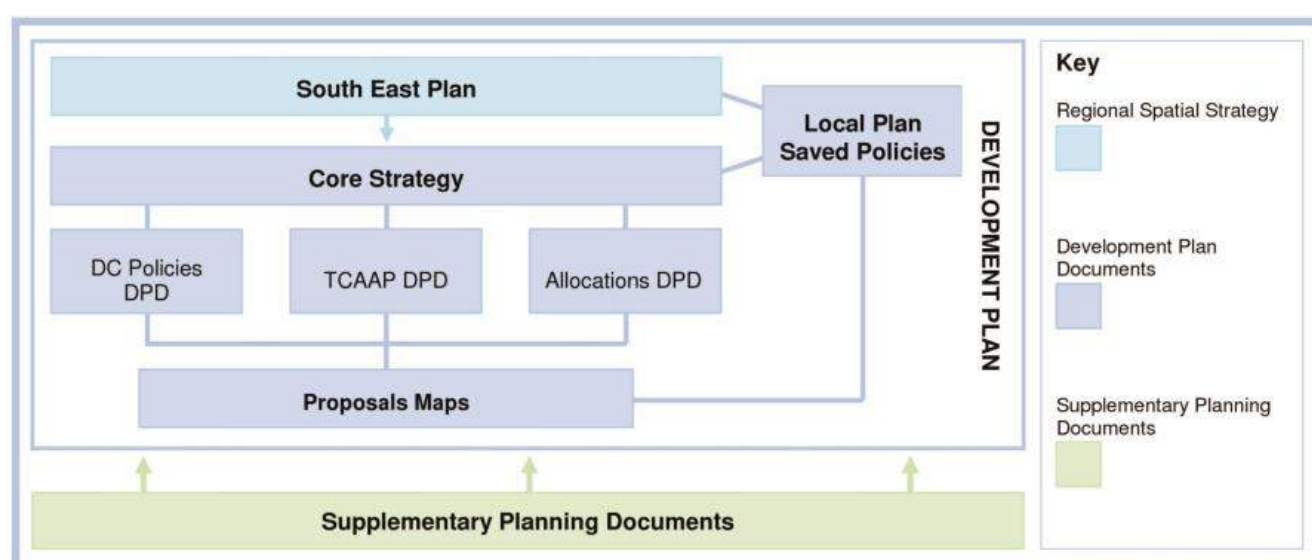 South East Plan
Local Plan
Saved Policies
Core Strategy
DC Policies
DPD
TCAAP DPD
Allocations DPD
Proposals Maps
DEVELOPMENT PLAN
Supplementary Planning Documents
Key
Regional Spatial Strategy
Development Plan
Documents
Supplementary Planning
Documents